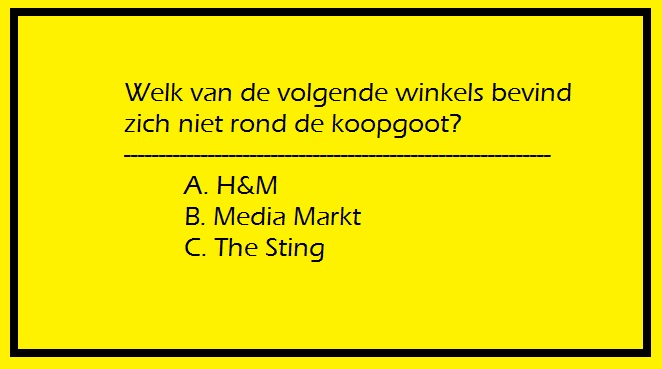 Welk van de volgende winkels bevind
zich niet rond de koopgoot?
A. H&M
B. Media Markt
C. The Sting